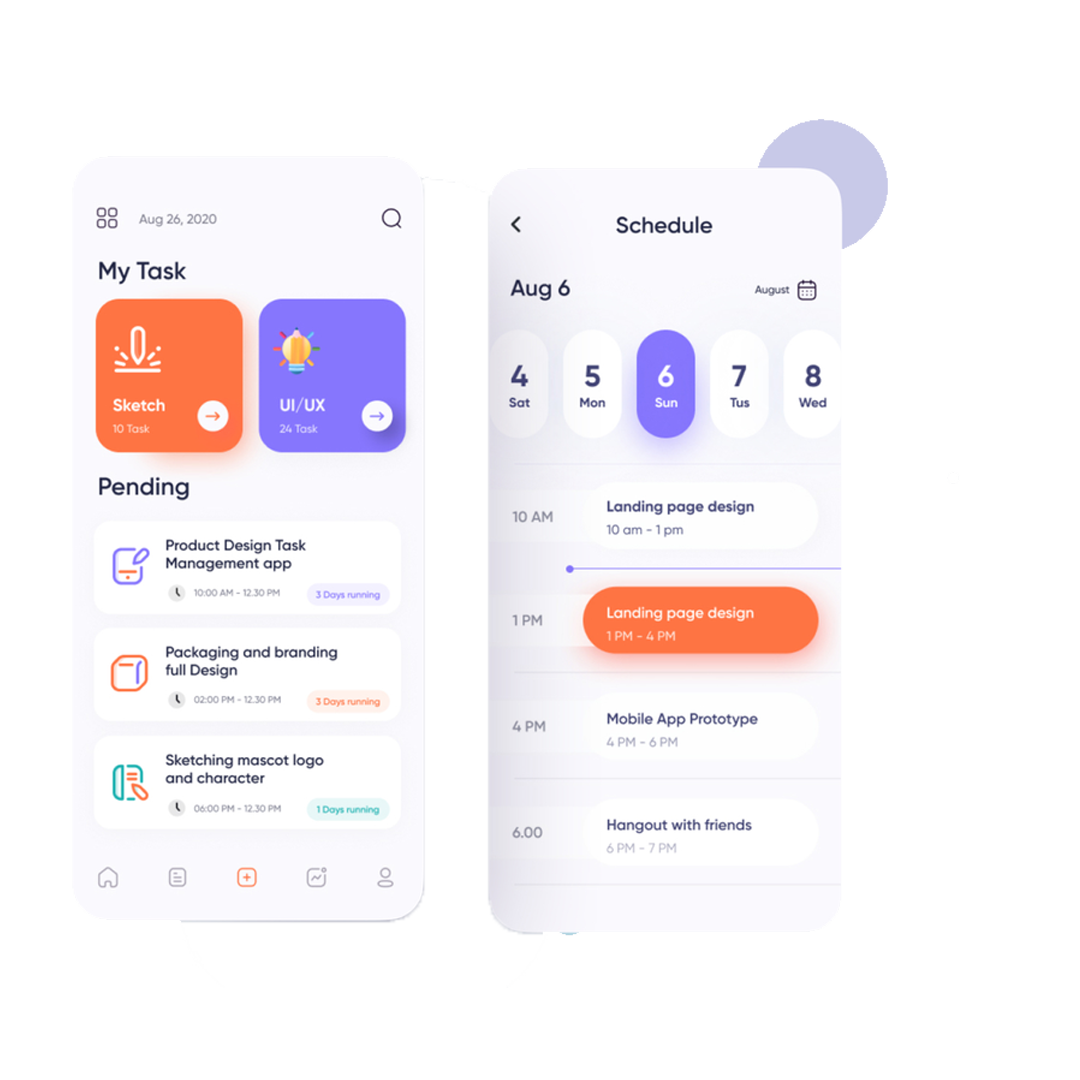 Aug 26, 2020
My Task
Sketch
10 Task
UI/UX
24 Task
Pending
Product Design Task
Management app
10:00 AM - 12.30 PM
3 Days running
Packaging and branding
full Design
02:00 PM - 12.30 PM
3 Days running
Sketching mascot logo
and character
06:00 PM - 12.30 PM
1 Days running
Schedule
Aug 6
August
4 5 6 7 8
Sat Mon Sun Tus Wed
10 AM
Landing page design
10 am - 1 pm
1 PM
Landing page design
1 PM - 4 PM
4 PM
Mobile App Prototype
4 PM - 6 PM
6.00
Hangout with friends
6 PM - 7 PM